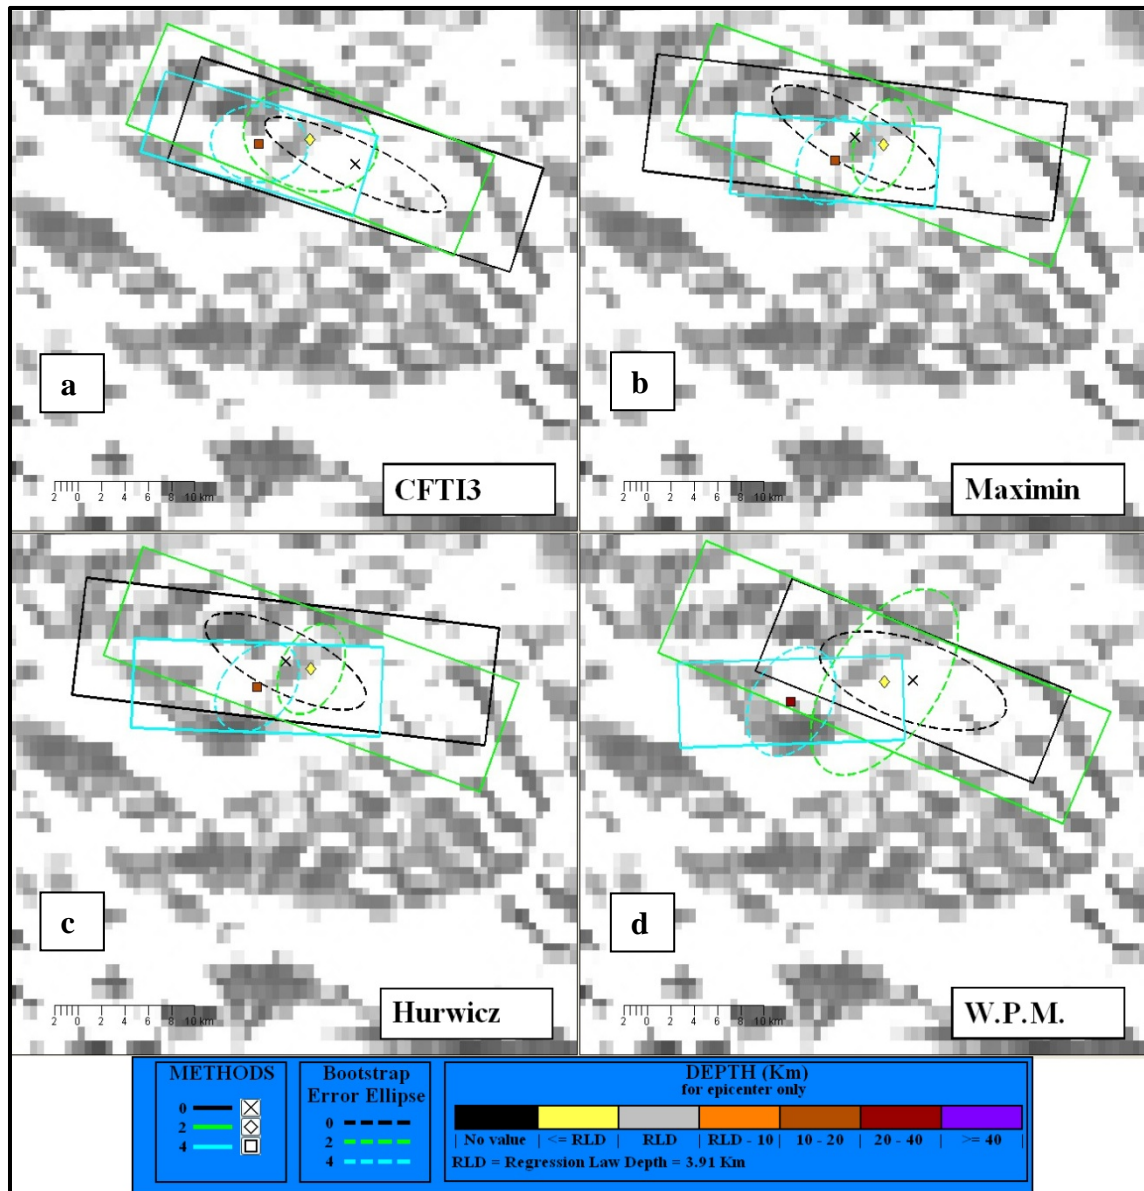 a
2 0 2 4 6 8 10 km
CFTI3
b
2 0 2 4 6 8 10 km
Maximin
c
2 0 2 4 6 8 10 km
Hurwicz
d
2 0 2 4 6 8 10 km
W.P.M.
METHODS
0
2
4
Bootstrap
Error Ellipse
0
2
4
DEPTH (Km)
for epicenter only
| No value | <= RLD | RLD | RLD - 10 | 10 - 20 | 20 - 40 | >= 40 |
RLD = Regression Law Depth = 3.91 Km